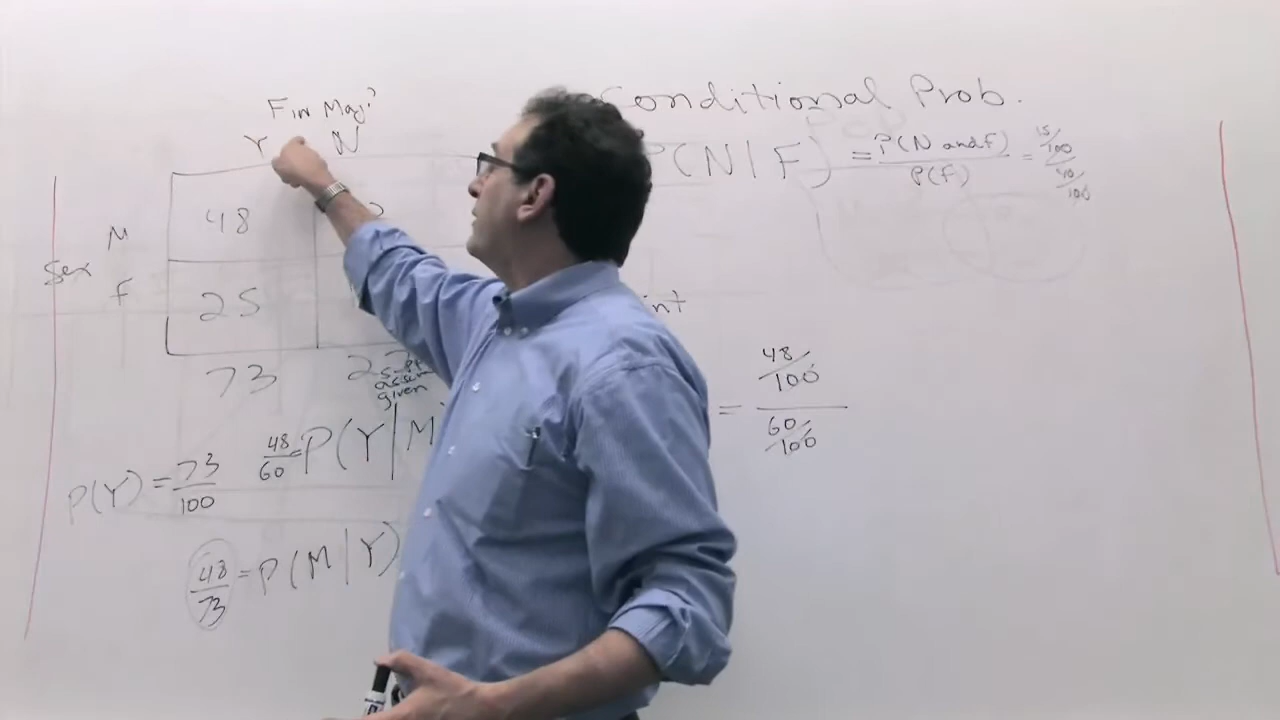 Conditional Prob.
Fin Maj?
Y N
P(N|F) = P(N and F) / P(F) = 15/100 / 40/100
M 48
Sex
F 25
73
given
48/100
=
60/100
48/60 = P(Y|M)
P(Y) = 73/100
48/73 = P(M|Y)